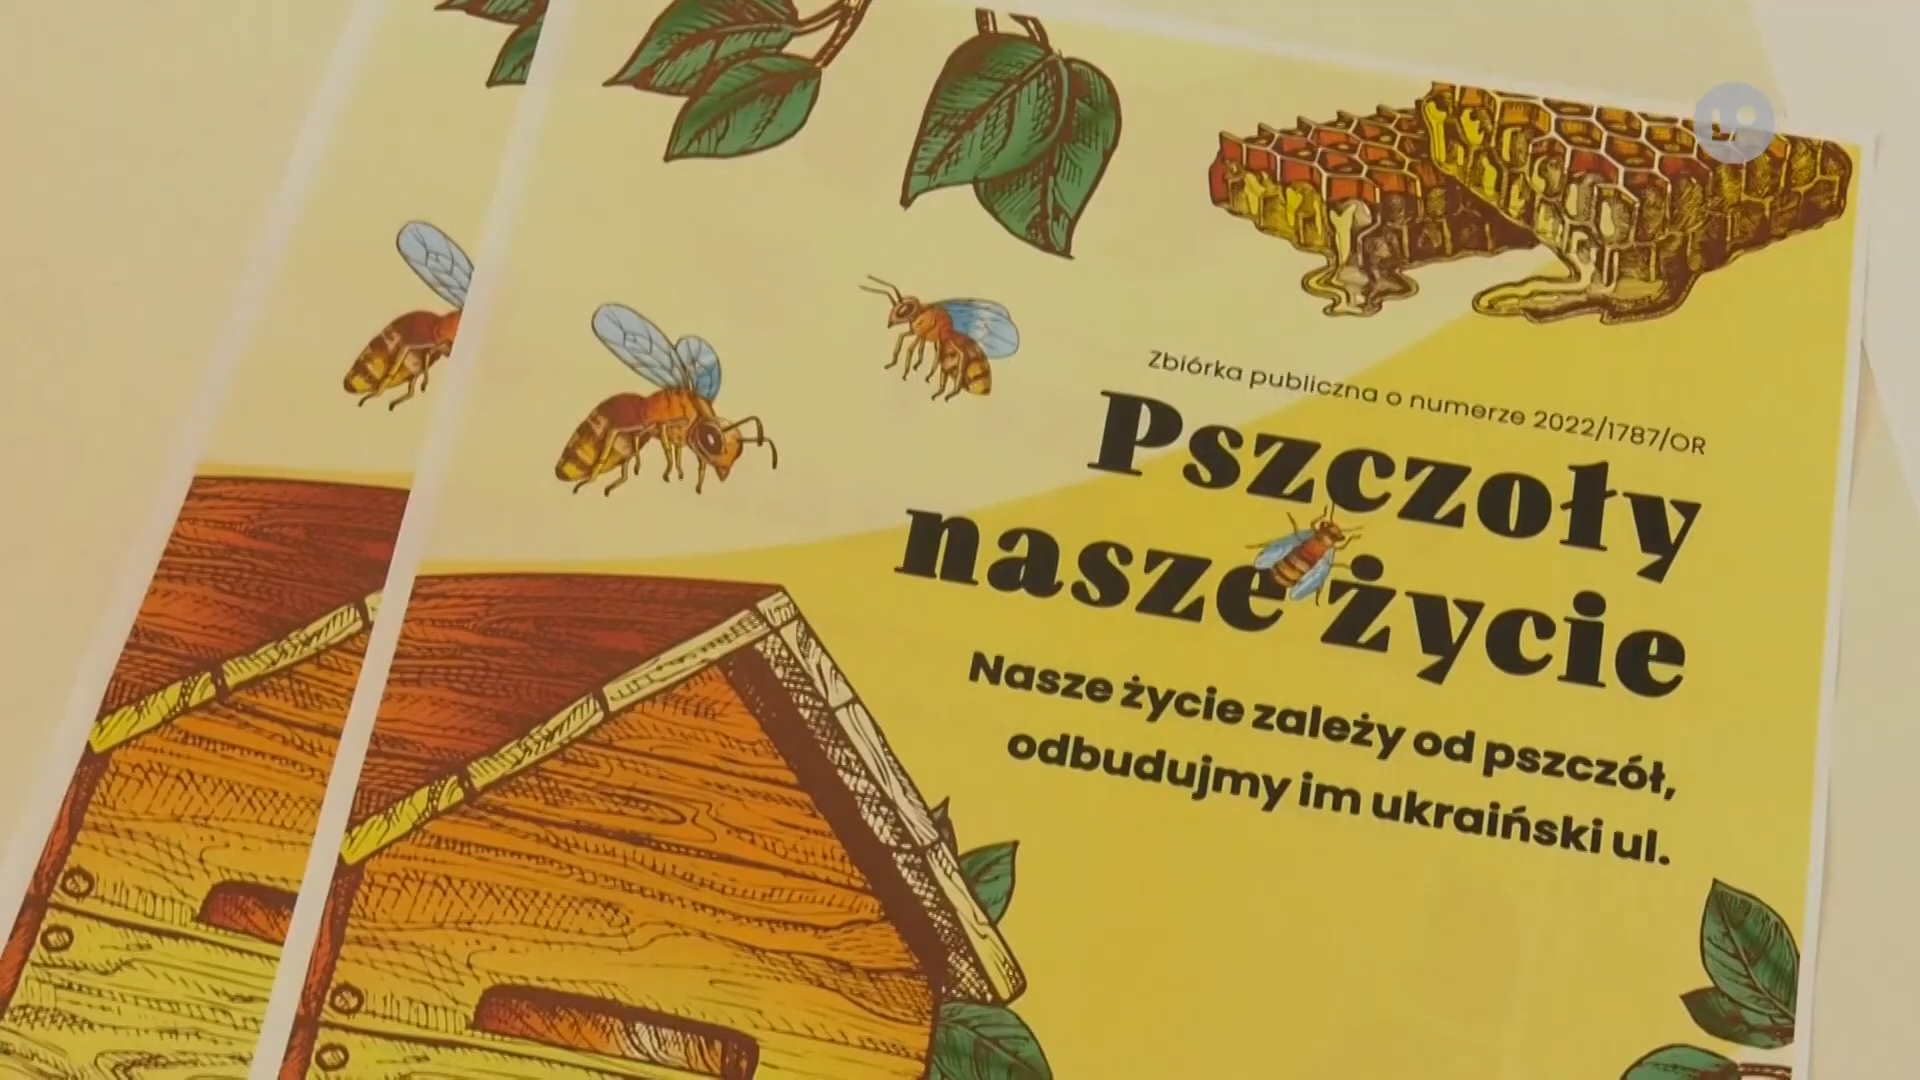 Zbiórka publiczna o numerze 2022/1787/OR
Pszczoły
nasze życie
Nasze życie zależy od pszczół,
odbudujmy im ukraiński ul.